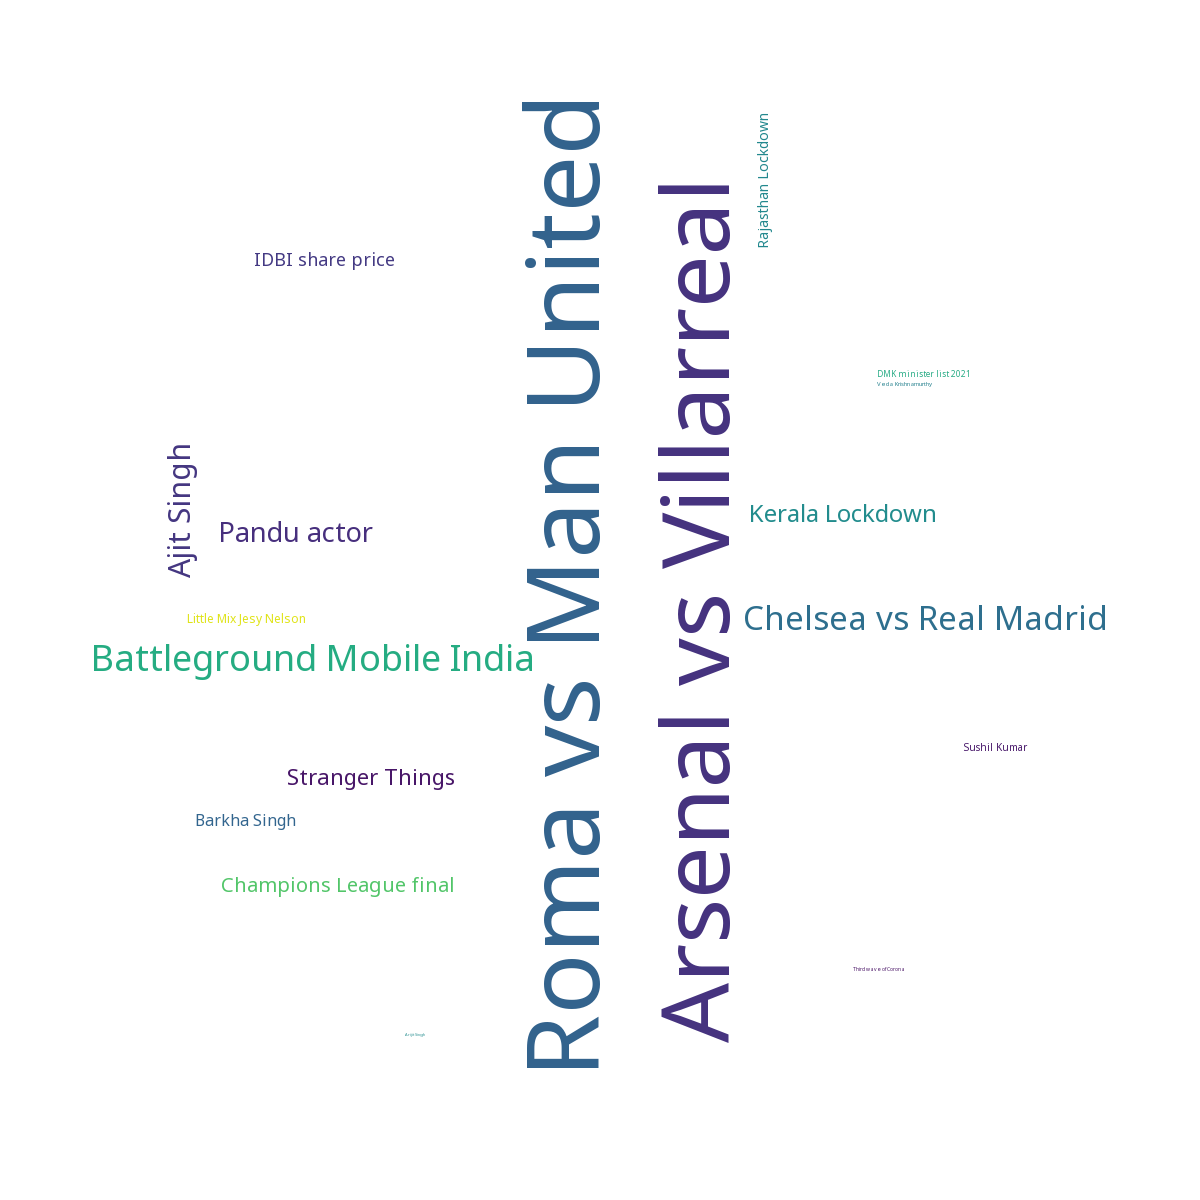 Roma vs Man United
Arsenal vs Villarreal
Rajasthan Lockdown
IDBI share price
DMK minister list 2021
Veda Krishnamurthy
Ajit Singh
Pandu actor
Kerala Lockdown
Little Mix Jesy Nelson
Chelsea vs Real Madrid
Battleground Mobile India
Sushil Kumar
Stranger Things
Barkha Singh
Champions League final
Third wave of Corona